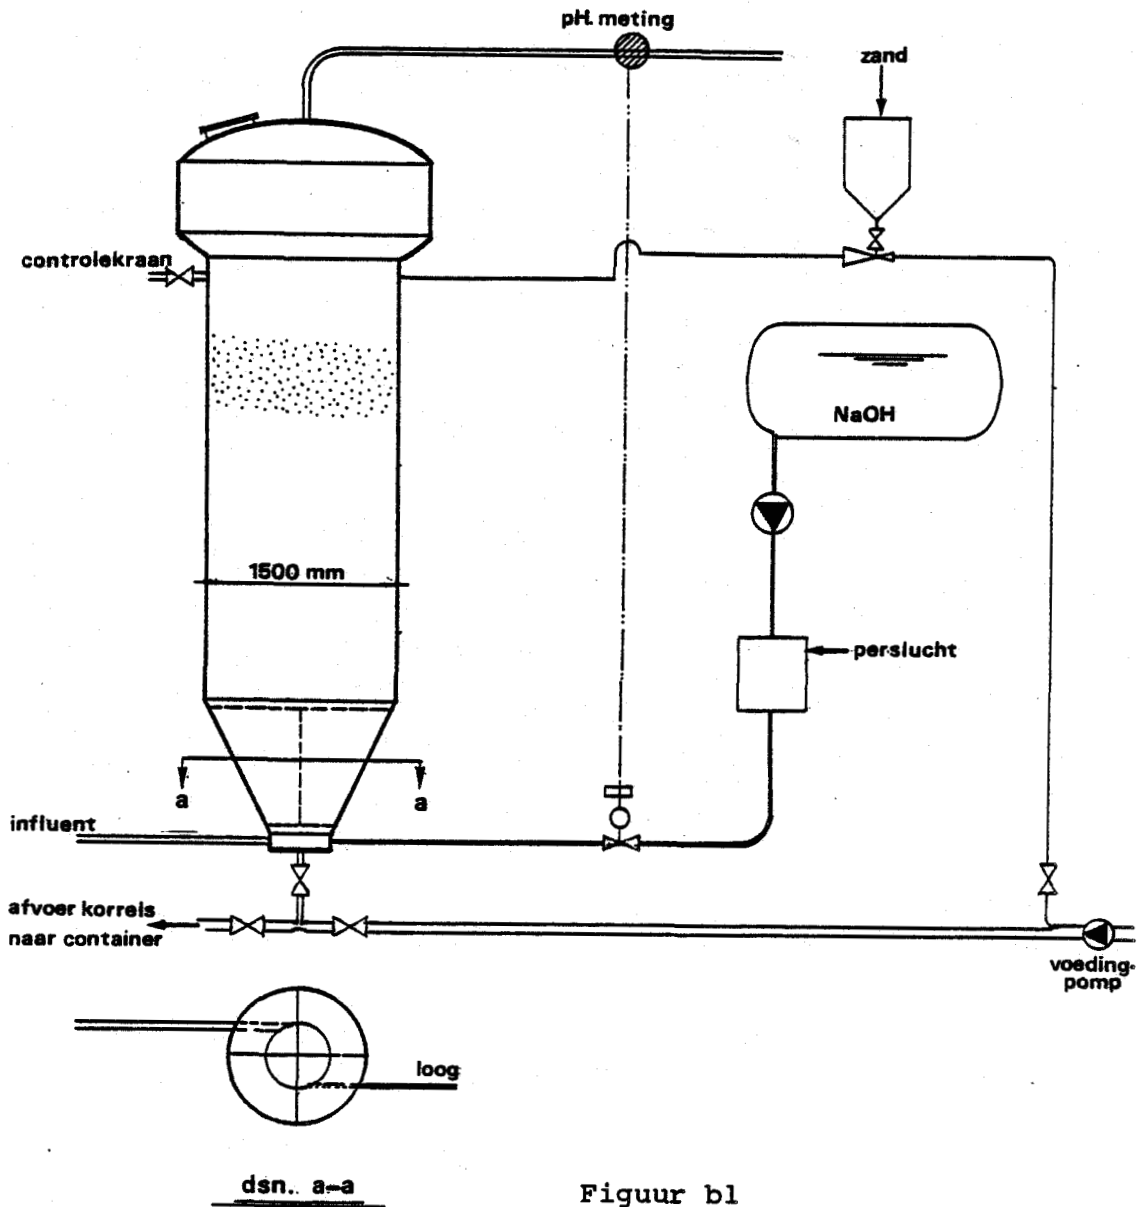 pH. meting
zand
controlekraan
NaOH
1500 mm
perslucht
a
a
influent
afvoer korrels
naar container
voeding-
pomp
loog
dsn. a-a
Figuur b1